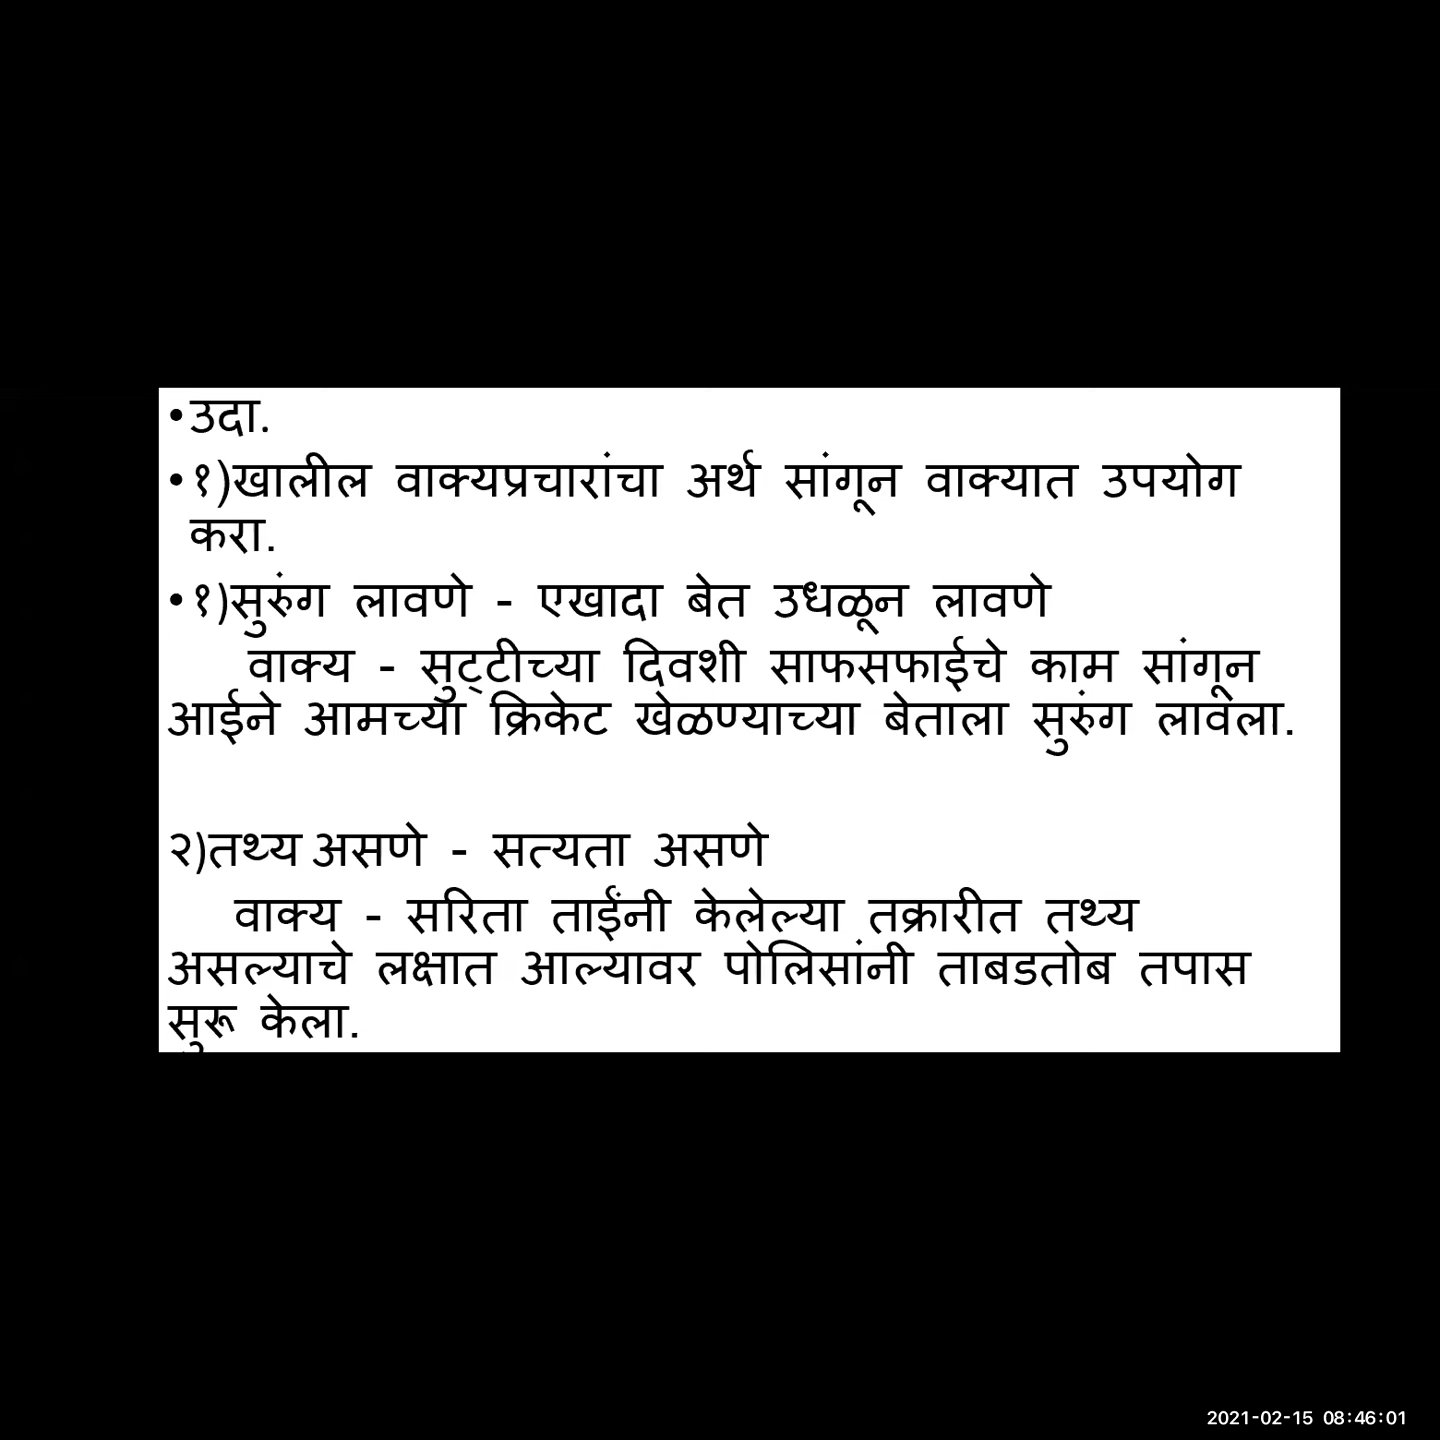 •उदा.
•१)खालील वाक्यप्रचारांचा अर्थ सांगून वाक्यात उपयोग
करा.
•१)सुरुंग लावणे - एखादा बेत उधळून लावणे
वाक्य - सुट्टीच्या दिवशी साफसफाईचे काम सांगून
आईने आमच्या क्रिकेट खेळण्याच्या बेताला सुरुंग लावला.
२)तथ्य असणे - सत्यता असणे
वाक्य - सरिता ताईंनी केलेल्या तक्रारीत तथ्य
असल्याचे लक्षात आल्यावर पोलिसांनी ताबडतोब तपास
सुरू केला.
2021-02-15 08:46:01